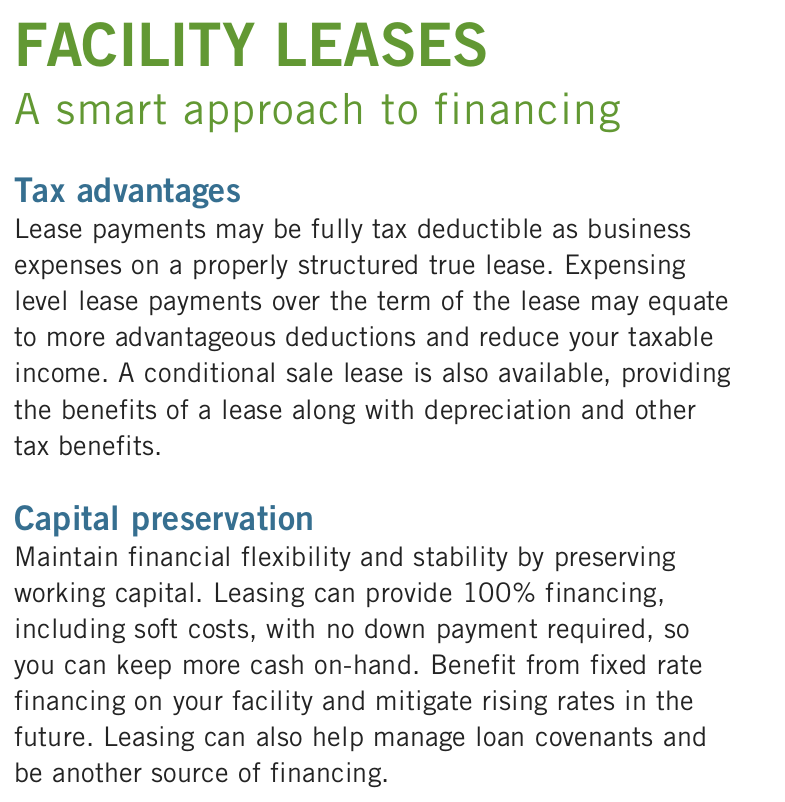 FACILITY LEASES
A smart approach to financing
Tax advantages
Lease payments may be fully tax deductible as business
expenses on a properly structured true lease. Expensing
level lease payments over the term of the lease may equate
to more advantageous deductions and reduce your taxable
income. A conditional sale lease is also available, providing
the benefits of a lease along with depreciation and other
tax benefits.
Capital preservation
Maintain financial flexibility and stability by preserving
working capital. Leasing can provide 100% financing,
including soft costs, with no down payment required, so
you can keep more cash on-hand. Benefit from fixed rate
financing on your facility and mitigate rising rates in the
future. Leasing can also help manage loan covenants and
be another source of financing.